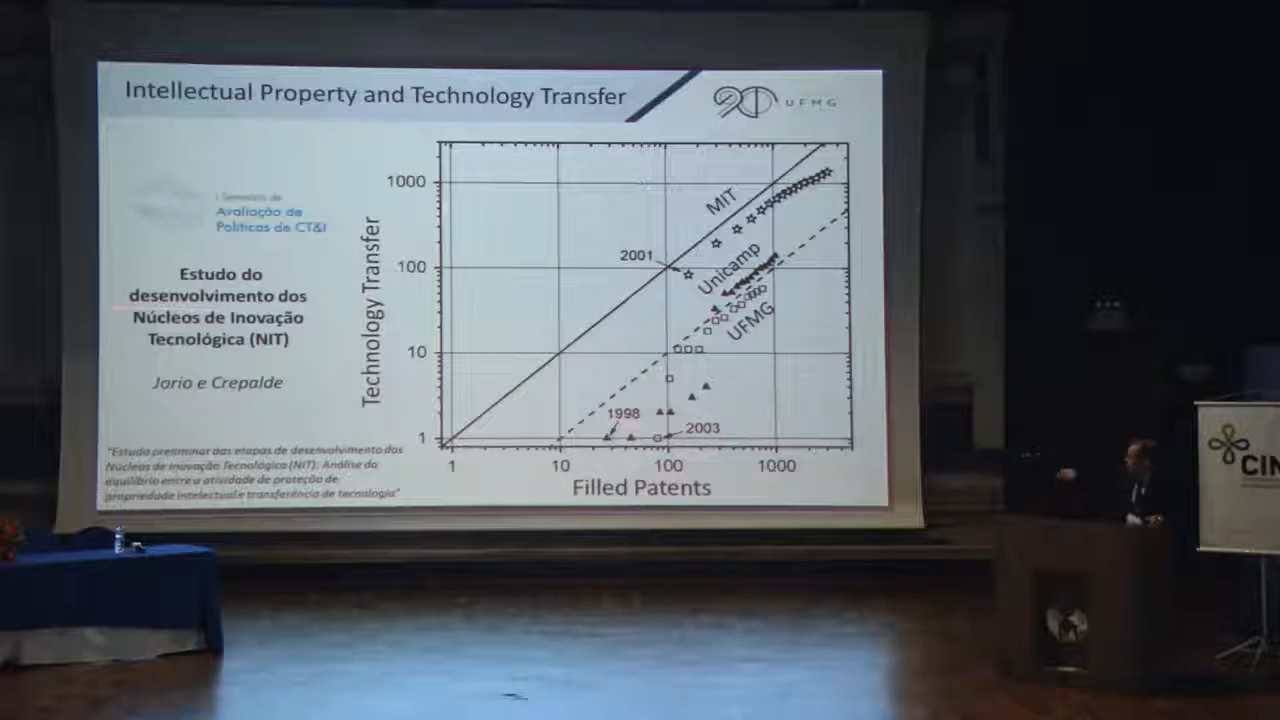 Intellectual Property and Technology Transfer
90 UFMG
I Seminário de
Avaliação de
Políticas de CT&I
Estudo do
desenvolvimento dos
Núcleos de Inovação
Tecnológica (NIT)
Jorio e Crepalde
"Estudo preliminar das etapas de desenvolvimento dos
Núcleos de Inovação Tecnológica (NIT): Análise do
equilíbrio entre a atividade de proteção de
propriedade intelectual e transferência de tecnologia"
Technology Transfer
1000
100
10
1
MIT
2001
Unicamp
UFMG
1998
2003
1 10 100 1000
Filled Patents
CIN